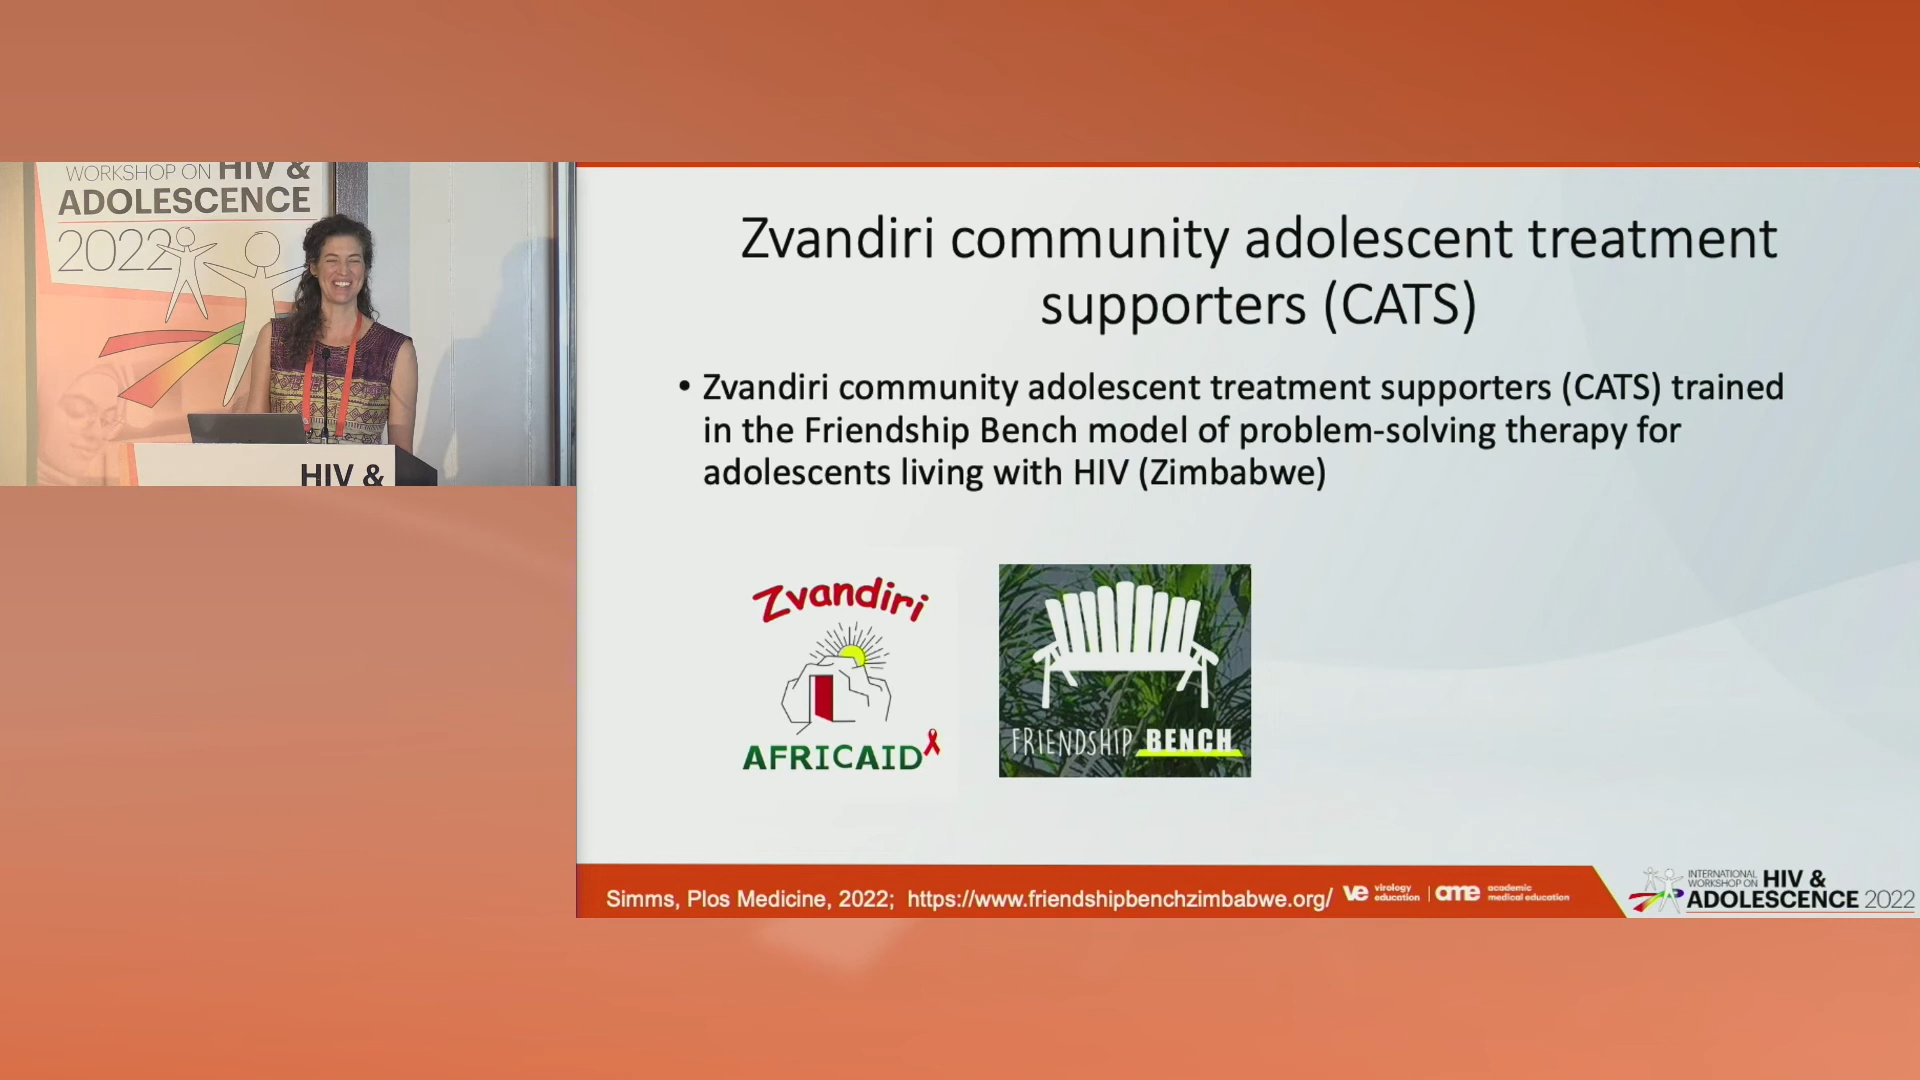 WORKSHOP ON HIV &
ADOLESCENCE
2022
HIV &
Zvandiri community adolescent treatment
supporters (CATS)
• Zvandiri community adolescent treatment supporters (CATS) trained
in the Friendship Bench model of problem-solving therapy for
adolescents living with HIV (Zimbabwe)
Zvandiri
AFRICAID
FRIENDSHIP BENCH
Simms, Plos Medicine, 2022; https://www.friendshipbenchzimbabwe.org/
ve virology education | ame academic medical education
INTERNATIONAL
WORKSHOP ON HIV &
ADOLESCENCE 2022